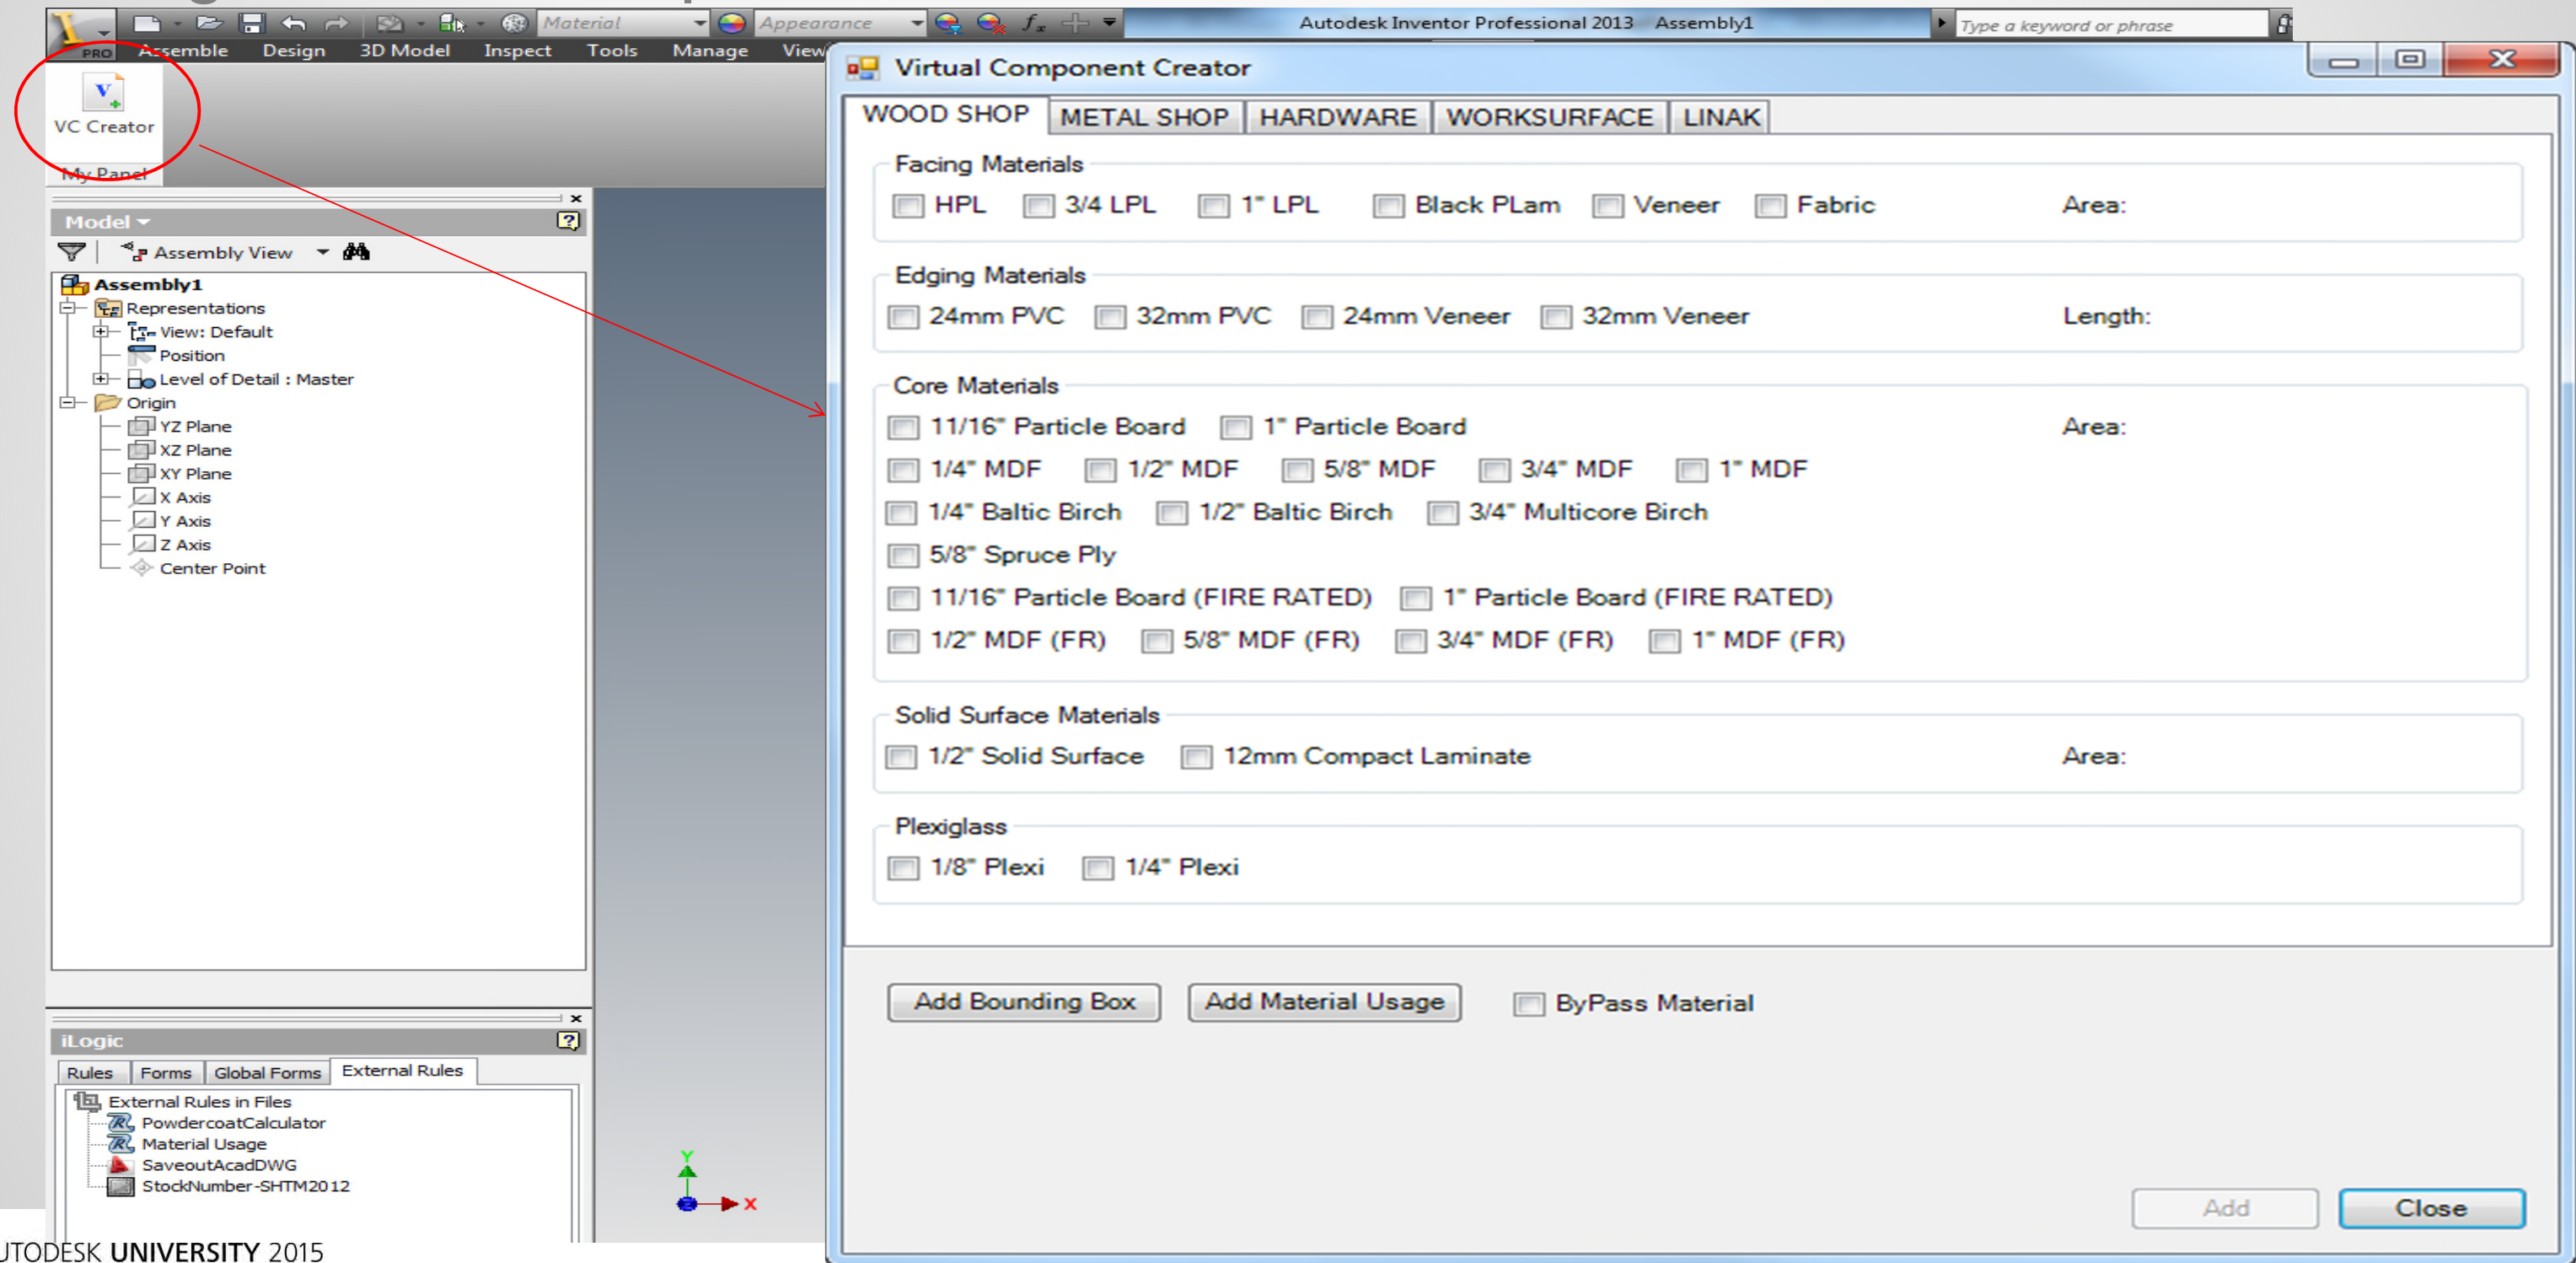 Material
Appearance
fx
Autodesk Inventor Professional 2013 Assembly1
Type a keyword or phrase
PRO
Assemble Design 3D Model Inspect Tools Manage View
V
VC Creator
My Panel
Model
Assembly View
Assembly1
Representations
View: Default
Position
Level of Detail : Master
Origin
YZ Plane
XZ Plane
XY Plane
X Axis
Y Axis
Z Axis
Center Point
iLogic
Rules Forms Global Forms External Rules
External Rules in Files
PowdercoatCalculator
Material Usage
SaveoutAcadDWG
StockNumber-SHTM2012
Y
Z
X
Virtual Component Creator
WOOD SHOP METAL SHOP HARDWARE WORKSURFACE LINAK
Facing Materials
HPL 3/4 LPL 1" LPL Black PLam Veneer Fabric Area:
Edging Materials
24mm PVC 32mm PVC 24mm Veneer 32mm Veneer Length:
Core Materials
11/16" Particle Board 1" Particle Board Area:
1/4" MDF 1/2" MDF 5/8" MDF 3/4" MDF 1" MDF
1/4" Baltic Birch 1/2" Baltic Birch 3/4" Multicore Birch
5/8" Spruce Ply
11/16" Particle Board (FIRE RATED) 1" Particle Board (FIRE RATED)
1/2" MDF (FR) 5/8" MDF (FR) 3/4" MDF (FR) 1" MDF (FR)
Solid Surface Materials
1/2" Solid Surface 12mm Compact Laminate Area:
Plexiglass
1/8" Plexi 1/4" Plexi
Add Bounding Box Add Material Usage ByPass Material
Add Close
UTODESK UNIVERSITY 2015